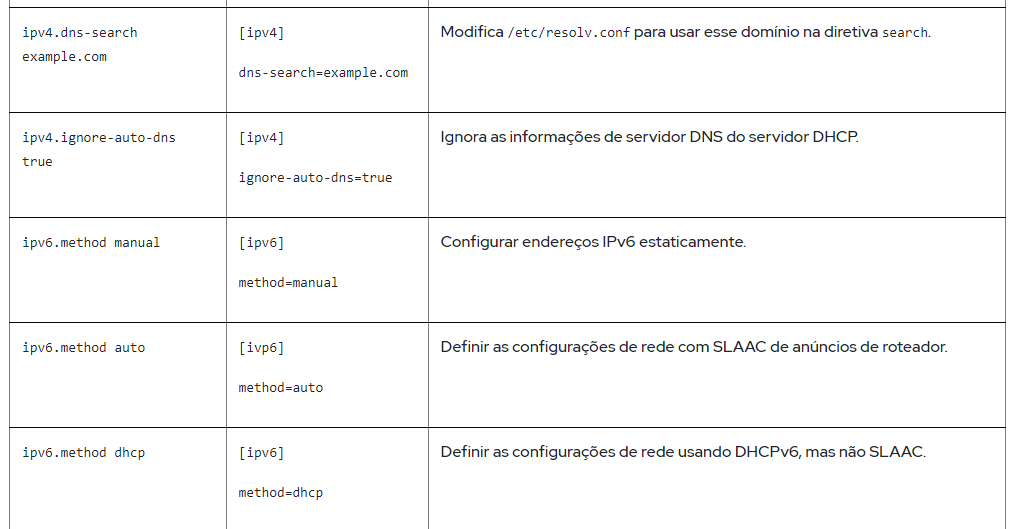 ipv4.dns-search
example.com
[ipv4]
dns-search=example.com
Modifica /etc/resolv.conf para usar esse domínio na diretiva search.
ipv4.ignore-auto-dns
true
[ipv4]
ignore-auto-dns=true
Ignora as informações de servidor DNS do servidor DHCP.
ipv6.method manual
[ipv6]
method=manual
Configurar endereços IPv6 estaticamente.
ipv6.method auto
[ivp6]
method=auto
Definir as configurações de rede com SLAAC de anúncios de roteador.
ipv6.method dhcp
[ipv6]
method=dhcp
Definir as configurações de rede usando DHCPv6, mas não SLAAC.